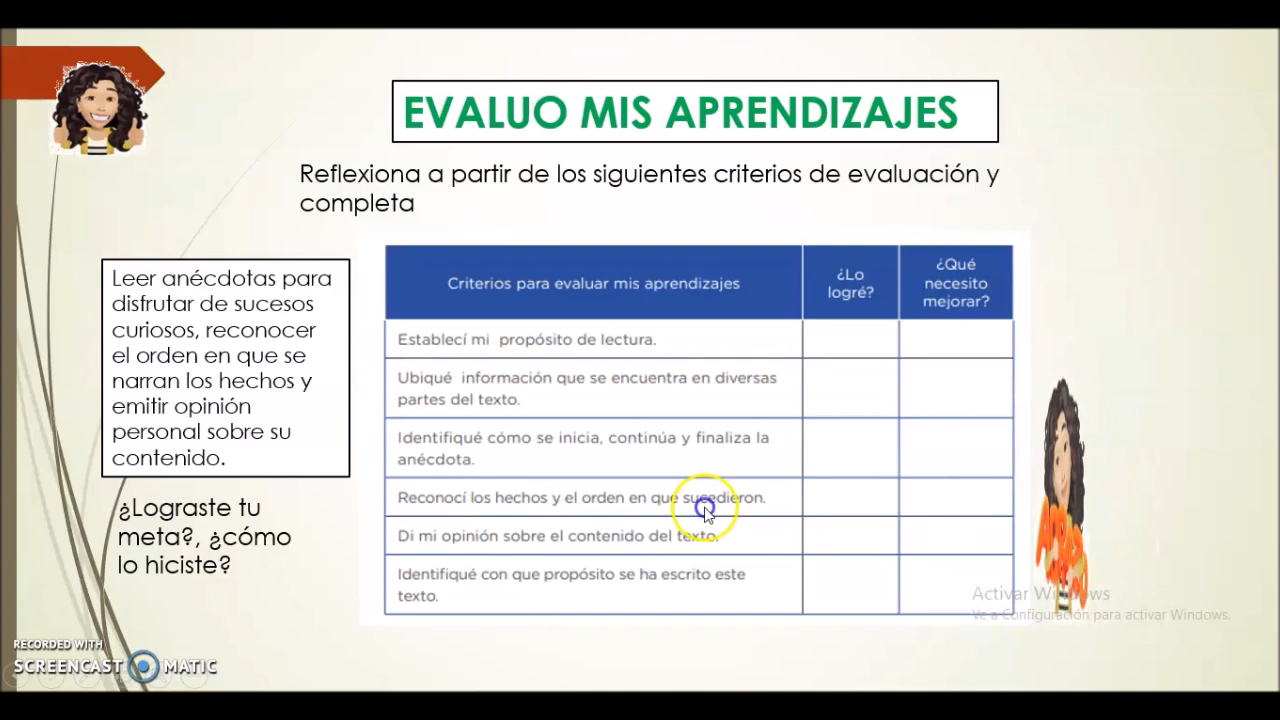 EVALUO MIS APRENDIZAJES
Reflexiona a partir de los siguientes criterios de evaluación y
completa
Leer anécdotas para
disfrutar de sucesos
curiosos, reconocer
el orden en que se
narran los hechos y
emitir opinión
personal sobre su
contenido.
¿Lograste tu
meta?, ¿cómo
lo hiciste?
Criterios para evaluar mis aprendizajes
¿Lo
logré?
¿Qué
necesito
mejorar?
Establecí mi propósito de lectura.
Ubiqué información que se encuentra en diversas
partes del texto.
Identifiqué cómo se inicia, continúa y finaliza la
anécdota.
Reconocí los hechos y el orden en que sucedieron.
Di mi opinión sobre el contenido del texto.
Identifiqué con que propósito se ha escrito este
texto.
Activar Windows
Ve a Configuración para activar Windows.
RECORDED WITH
SCREENCAST MATIC